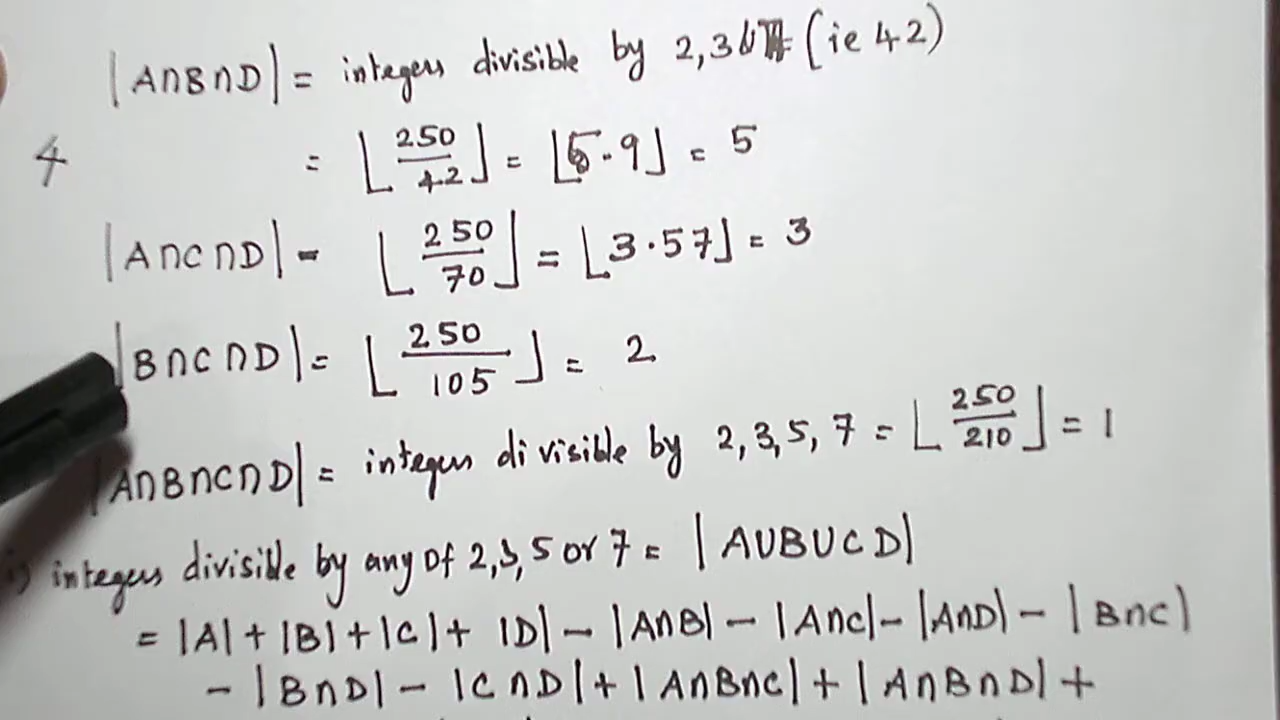 |A∩B∩D| = integers divisible by 2,3 (ie 42)
4 = ⌊250/42⌋ = ⌊5.9⌋ = 5
|A∩C∩D| = ⌊250/70⌋ = ⌊3.57⌋ = 3
|B∩C∩D| = ⌊250/105⌋ = 2
|A∩B∩C∩D| = integers divisible by 2,3,5,7 = ⌊250/210⌋ = 1
integers divisible by any of 2,3,5 or 7 = |AUBUCD|
= |A| + |B| + |C| + |D| - |A∩B| - |A∩C| - |A∩D| - |B∩C|
- |B∩D| - |C∩D| + |A∩B∩C| + |A∩B∩D| +